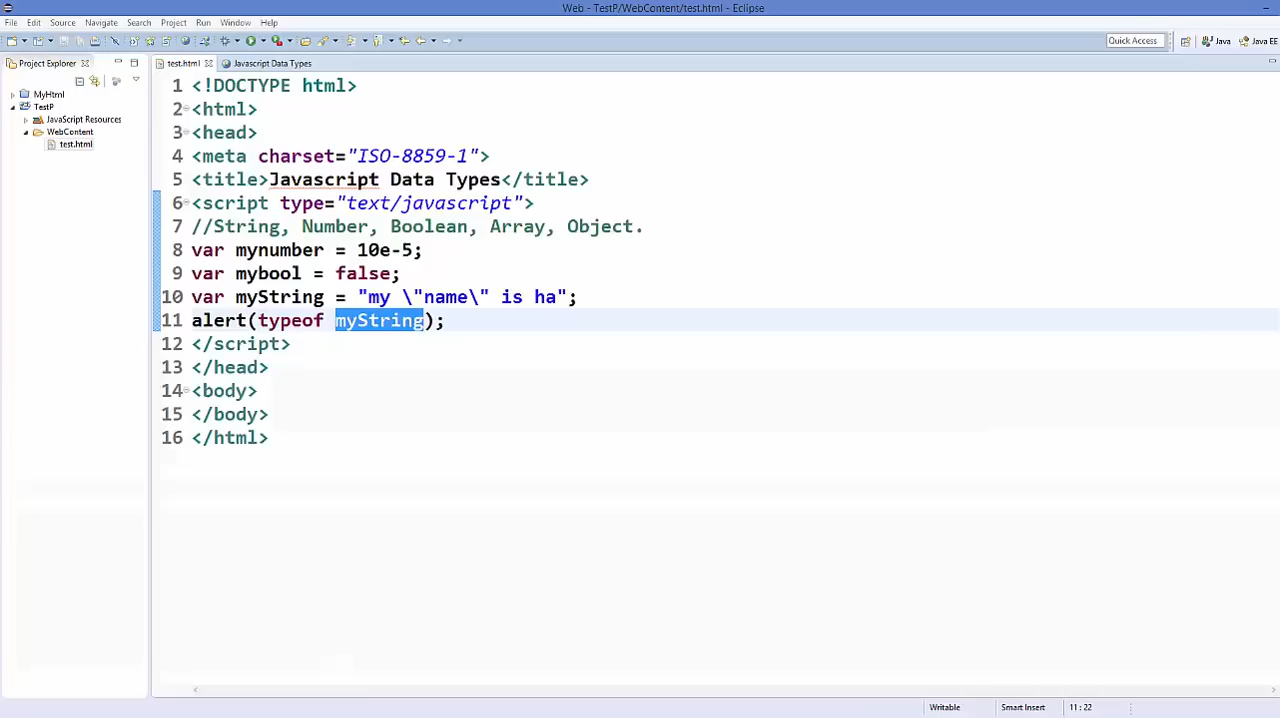 Web - TestP/WebContent/test.html - Eclipse
File Edit Source Navigate Search Project Run Window Help
Quick Access Java Java EE
Project Explorer test.html Javascript Data Types
MyHtml
TestP
JavaScript Resources
WebContent
test.html
1 <!DOCTYPE html>
2 <html>
3 <head>
4 <meta charset="ISO-8859-1">
5 <title>Javascript Data Types</title>
6 <script type="text/javascript">
7 //String, Number, Boolean, Array, Object.
8 var mynumber = 10e-5;
9 var mybool = false;
10 var myString = "my \"name\" is ha";
11 alert(typeof myString);
12 </script>
13 </head>
14 <body>
15 </body>
16 </html>
Writable Smart Insert 11 : 22